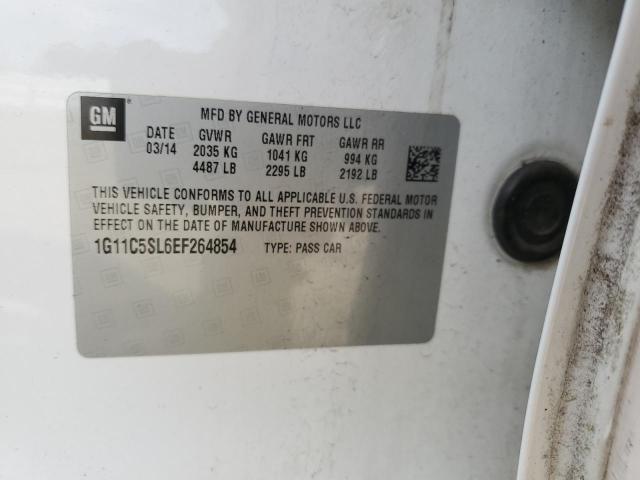 GM MFD BY GENERAL MOTORS LLC
DATE GVWR GAWR FRT GAWR RR
03/14 2035 KG 1041 KG 994 KG
4487 LB 2295 LB 2192 LB
THIS VEHICLE CONFORMS TO ALL APPLICABLE U.S. FEDERAL MOTOR
VEHICLE SAFETY, BUMPER, AND THEFT PREVENTION STANDARDS IN
EFFECT ON THE DATE OF MANUFACTURE SHOWN ABOVE.
1G11C5SL6EF264854 TYPE: PASS CAR